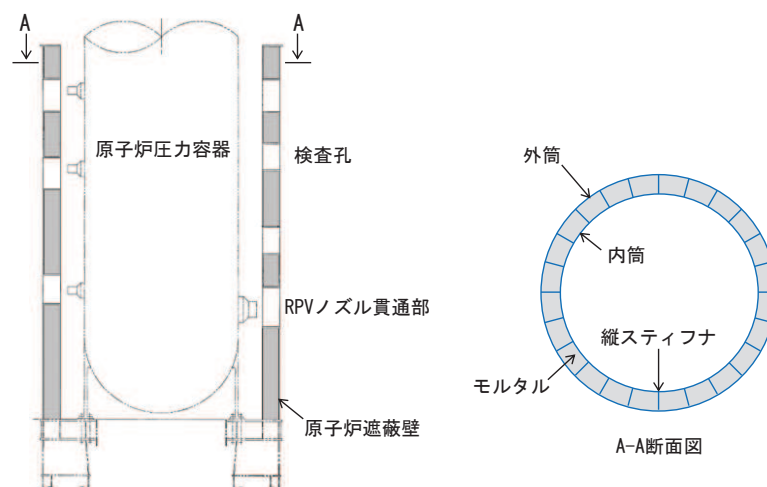 A
A
原子炉圧力容器
検査孔
RPVノズル貫通部
原子炉遮蔽壁
外筒
内筒
縦スティフナ
モルタル
A-A断面図